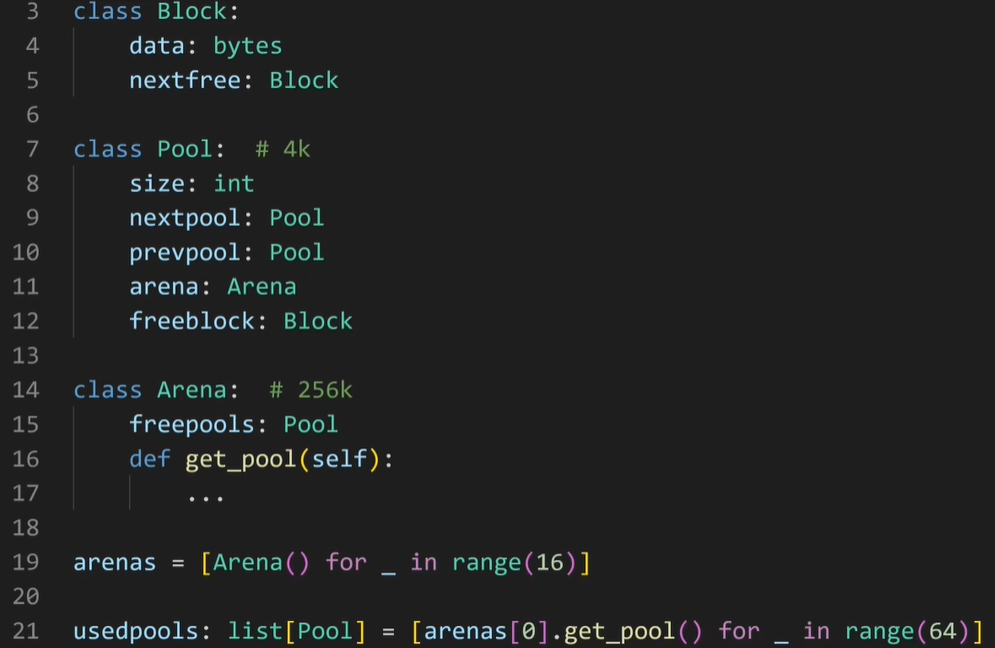 3 class Block:
4     data: bytes
5     nextfree: Block
6
7 class Pool:  # 4k
8     size: int
9     nextpool: Pool
10     prevpool: Pool
11     arena: Arena
12     freeblock: Block
13
14 class Arena:  # 256k
15     freepools: Pool
16     def get_pool(self):
17         ...
18
19 arenas = [Arena() for _ in range(16)]
20
21 usedpools: list[Pool] = [arenas[0].get_pool() for _ in range(64)]